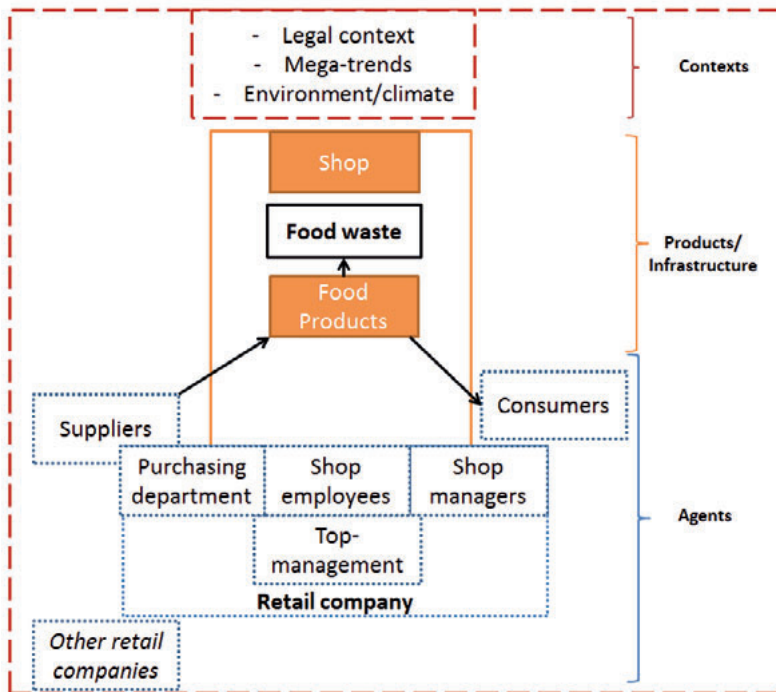 - Legal context
- Mega-trends
- Environment/climate
Contexts
Shop
Food waste
Food
Products
Products/
Infrastructure
Suppliers
Consumers
Purchasing
department
Shop
employees
Shop
managers
Top-
management
Retail company
Agents
Other retail
companies